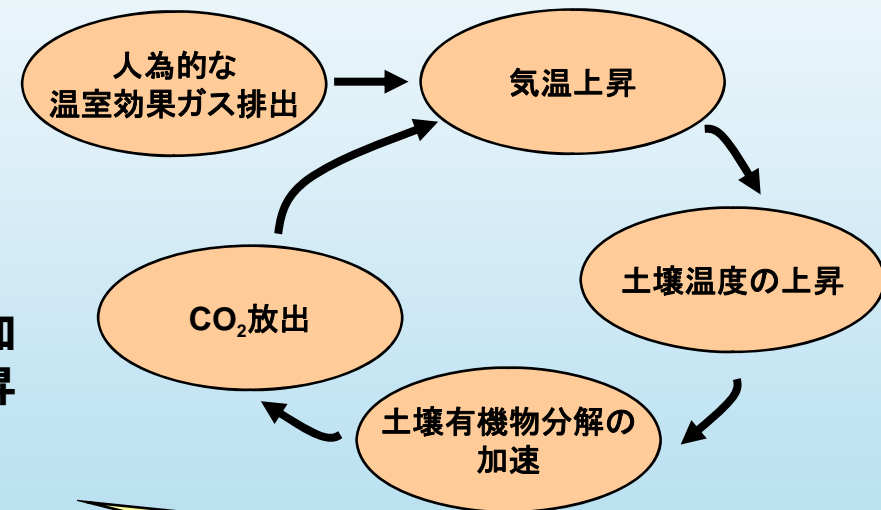 人為的な
温室効果ガス排出
気温上昇
土壌温度の上昇
CO₂放出
土壌有機物分解の
加速
昇